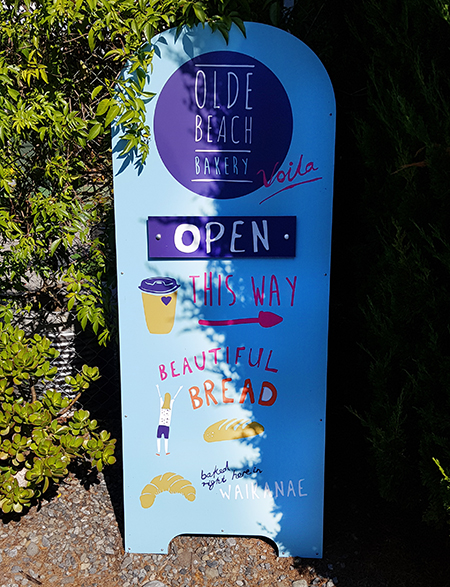 OLDE
BEACH
BAKERY
Voila
OPEN
THIS WAY
BEAUTIFUL
BREAD
baked
right here in
WAIKANAE